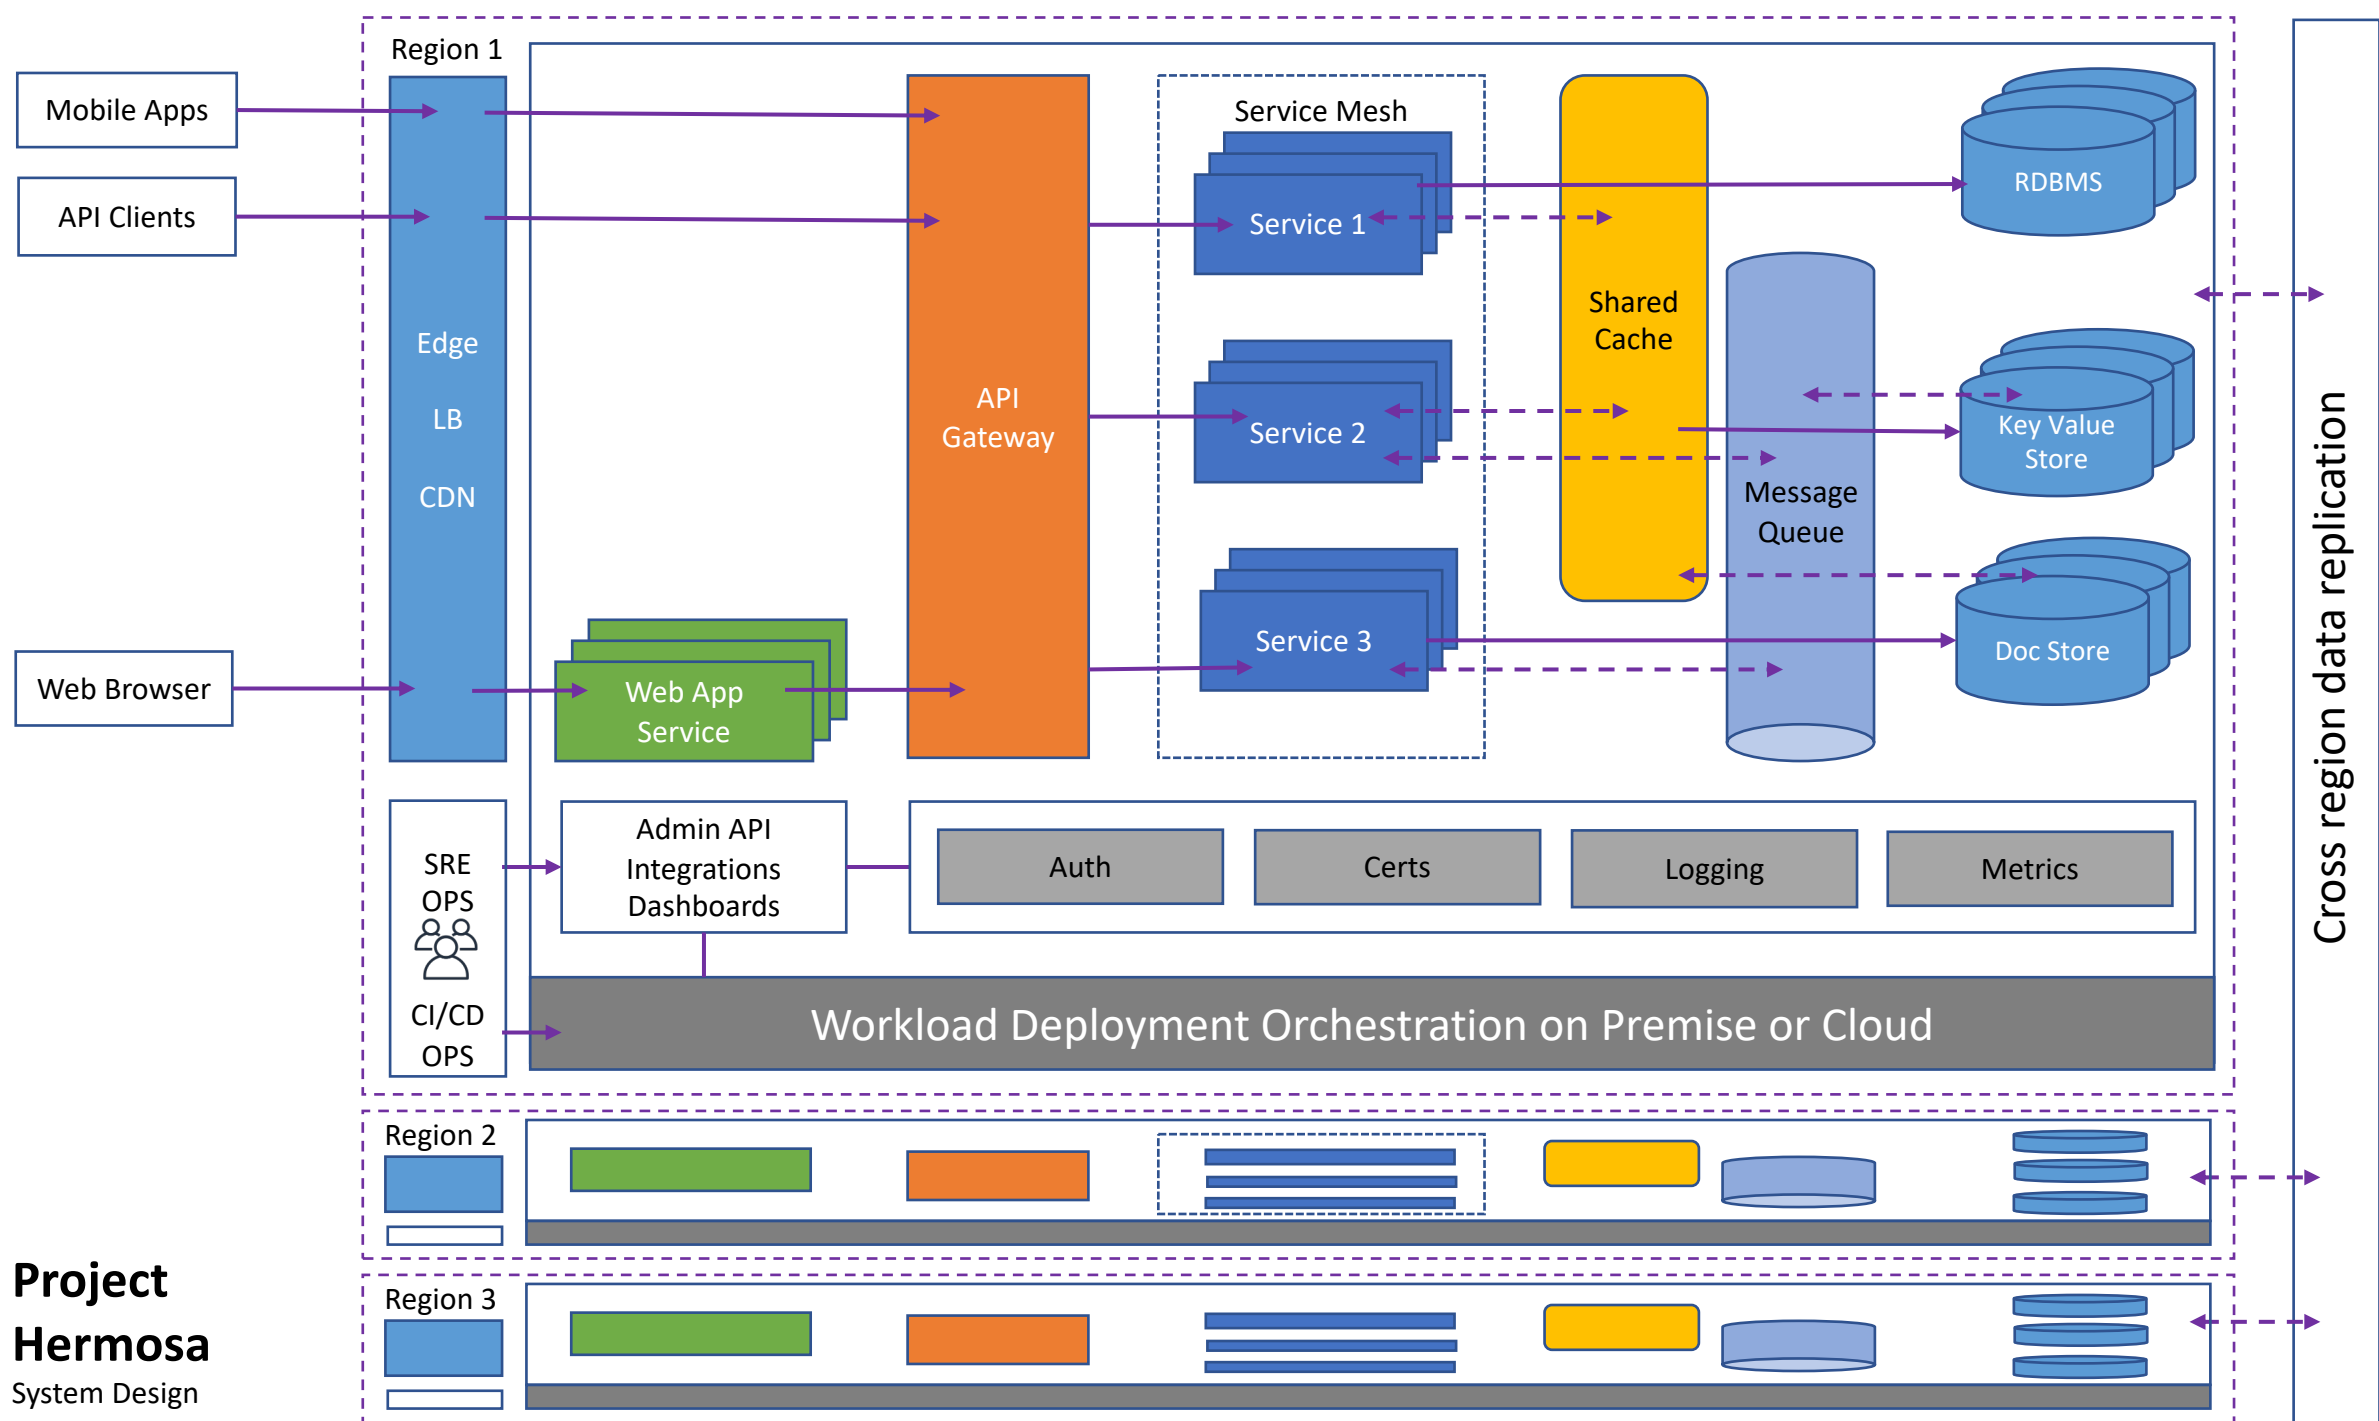 Region 1
Mobile Apps
API Clients
Web Browser
Edge
LB
CDN
Web App
Service
API
Gateway
Service Mesh
Service 1
Service 2
Service 3
Shared
Cache
Message
Queue
RDBMS
Key Value
Store
Doc Store
Cross region data replication
SRE
OPS
CI/CD
OPS
Admin API
Integrations
Dashboards
Auth
Certs
Logging
Metrics
Workload Deployment Orchestration on Premise or Cloud
Region 2
Region 3
Project
Hermosa
System Design